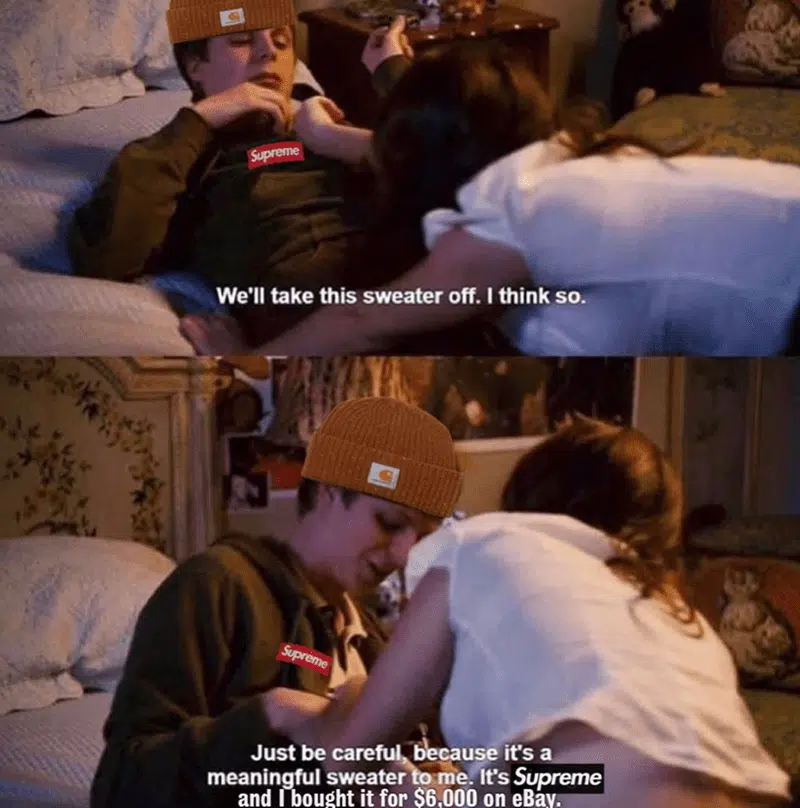 Supreme
We'll take this sweater off. I think so.
Supreme
Just be careful, because it's a
meaningful sweater to me. It's Supreme
and I bought it for $6,000 on eBay.